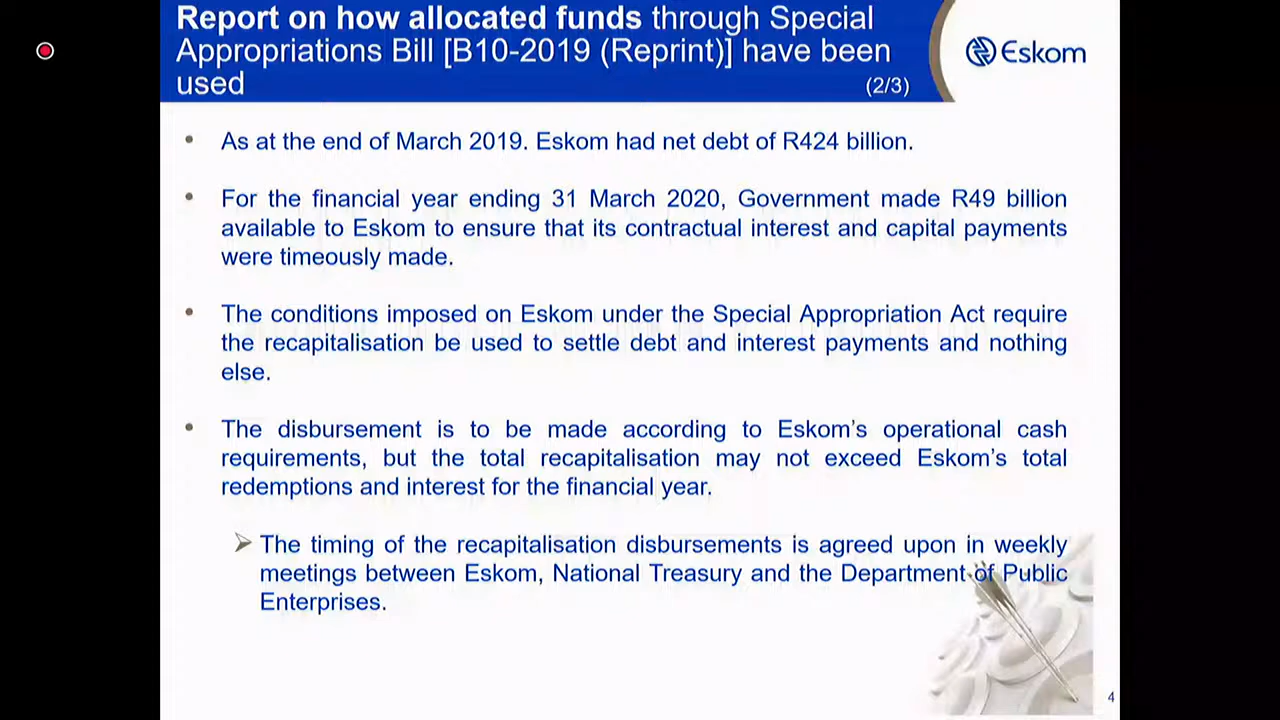 Report on how allocated funds through Special
Appropriations Bill [B10-2019 (Reprint)] have been
used
(2/3)
Eskom
• As at the end of March 2019. Eskom had net debt of R424 billion.
• For the financial year ending 31 March 2020, Government made R49 billion
available to Eskom to ensure that its contractual interest and capital payments
were timeously made.
• The conditions imposed on Eskom under the Special Appropriation Act require
the recapitalisation be used to settle debt and interest payments and nothing
else.
• The disbursement is to be made according to Eskom’s operational cash
requirements, but the total recapitalisation may not exceed Eskom’s total
redemptions and interest for the financial year.
➢ The timing of the recapitalisation disbursements is agreed upon in weekly
meetings between Eskom, National Treasury and the Department of Public
Enterprises.
4